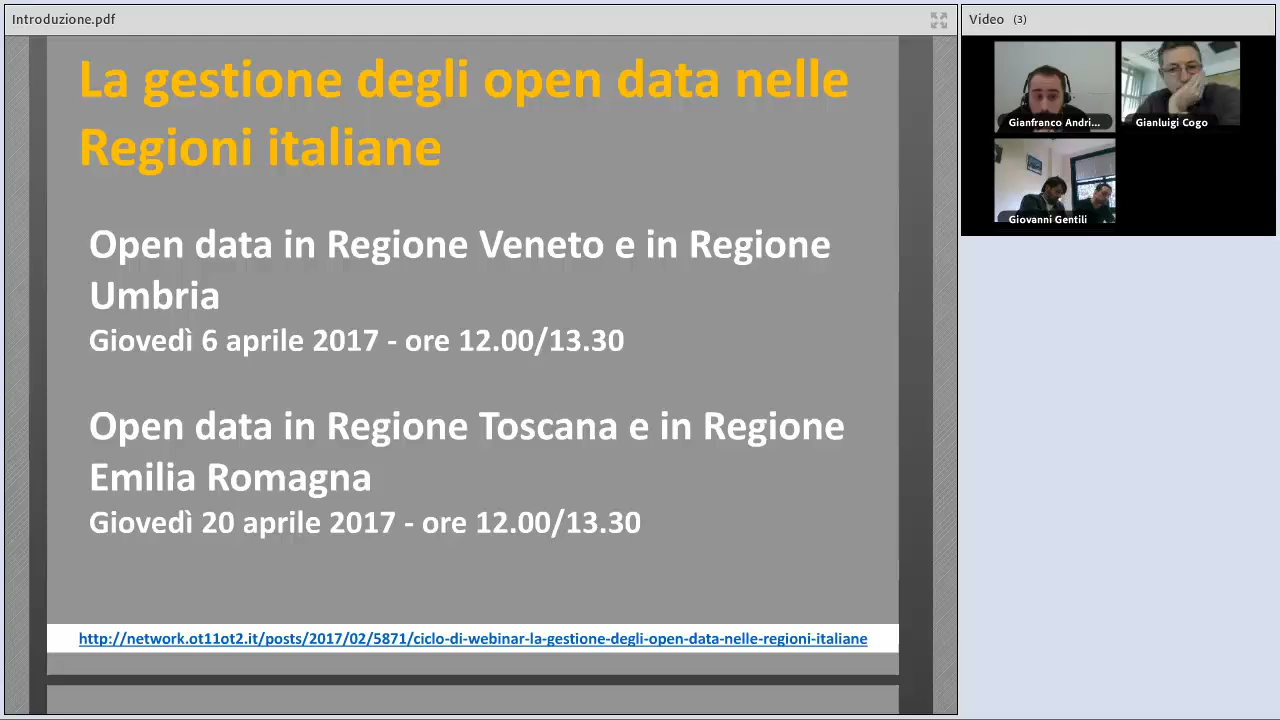 Introduzione.pdf
La gestione degli open data nelle
Regioni italiane
Open data in Regione Veneto e in Regione
Umbria
Giovedì 6 aprile 2017 - ore 12.00/13.30
Open data in Regione Toscana e in Regione
Emilia Romagna
Giovedì 20 aprile 2017 - ore 12.00/13.30
http://network.ot11ot2.it/posts/2017/02/5871/ciclo-di-webinar-la-gestione-degli-open-data-nelle-regioni-italiane
Video (3)
Gianfranco Andri...
Gianluigi Cogo
Giovanni Gentili